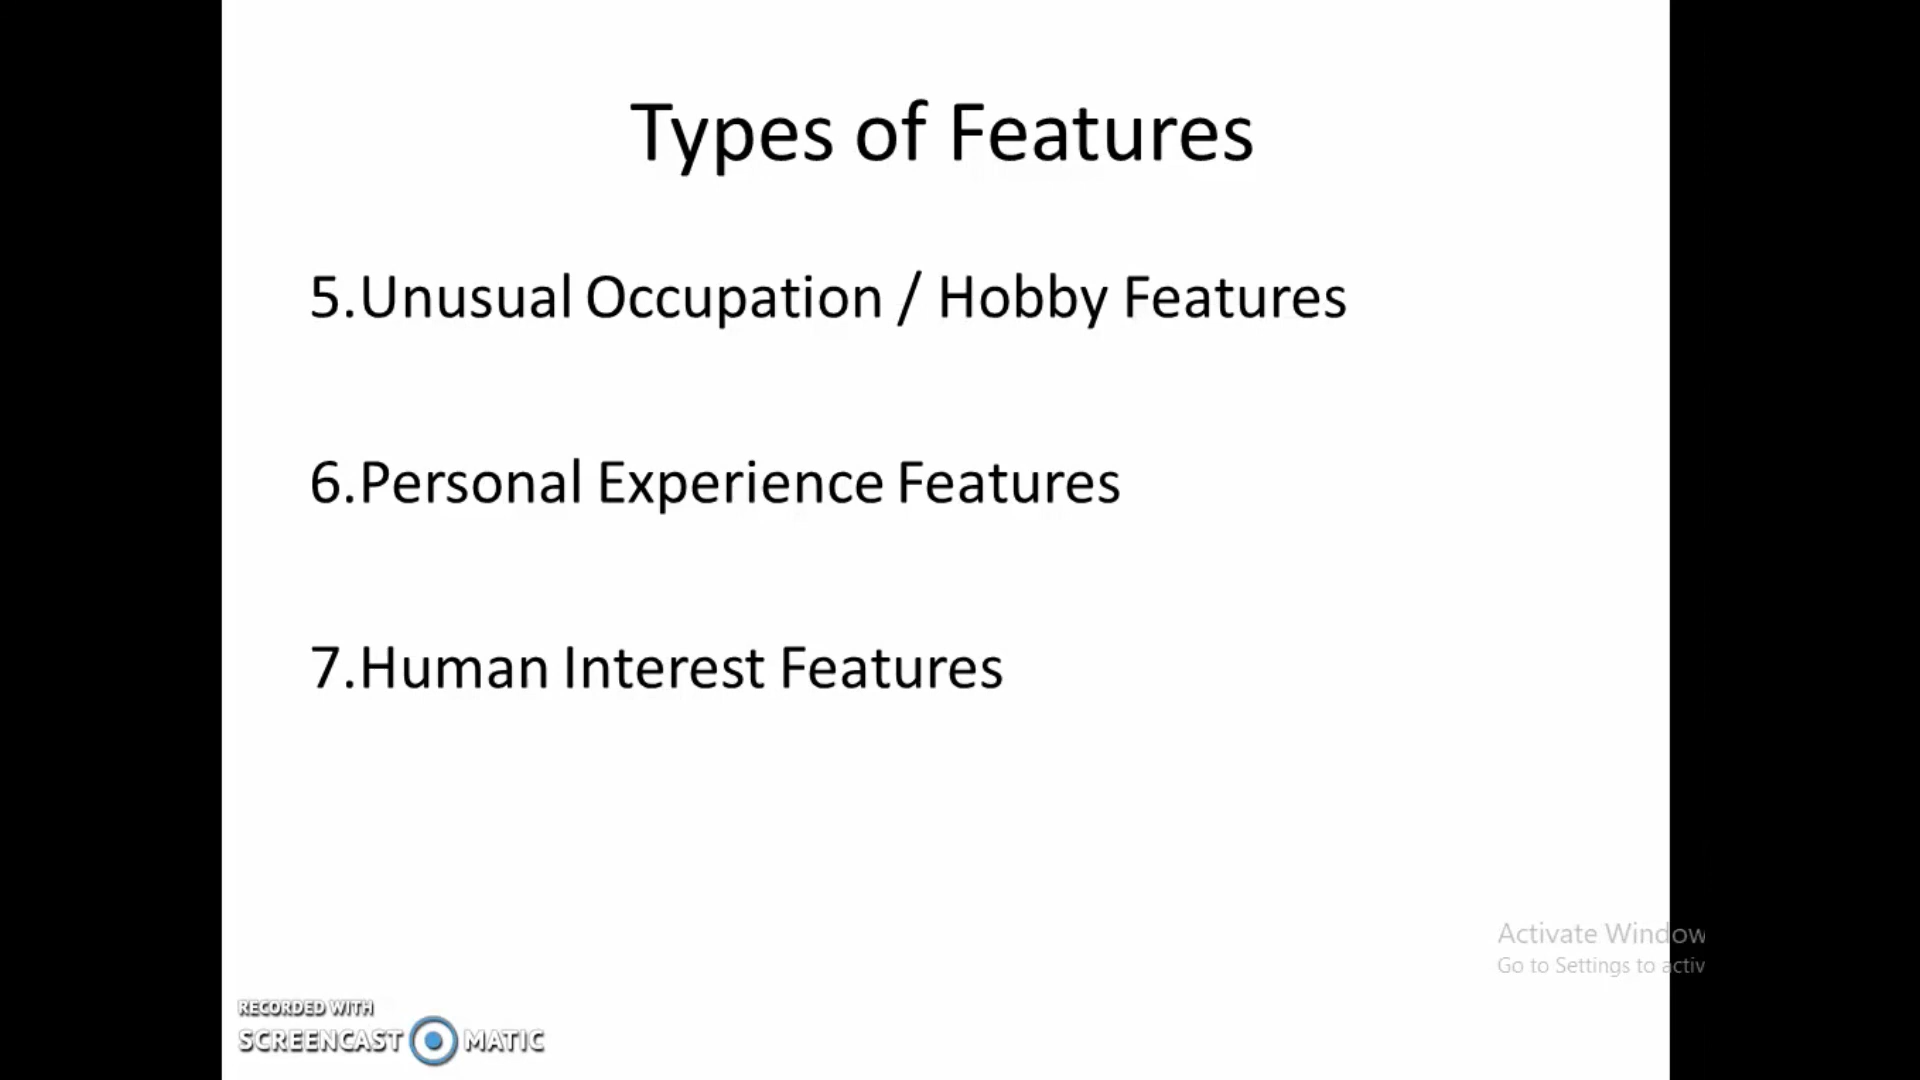 Types of Features
5.Unusual Occupation / Hobby Features
6.Personal Experience Features
7.Human Interest Features
Activate Window
Go to Settings to activ
RECORDED WITH
SCREENCAST MATIC